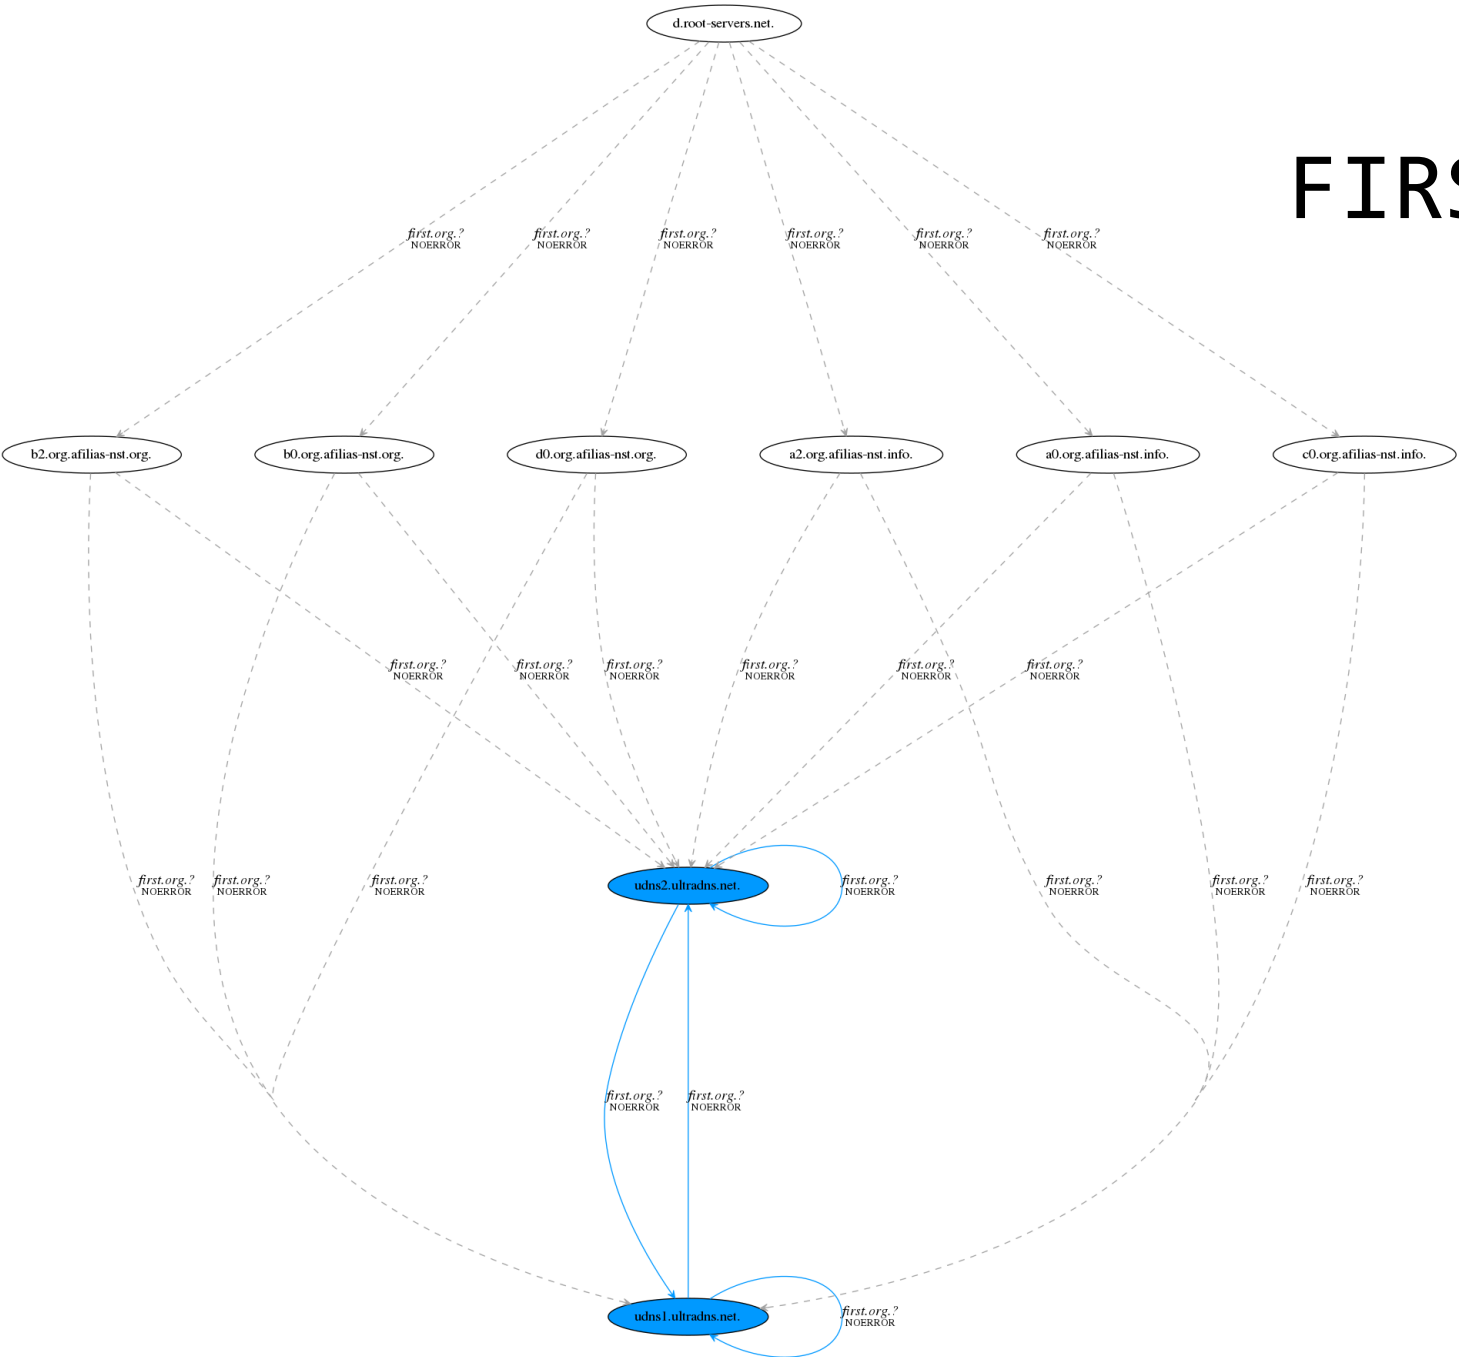 d.root-servers.net.
FIRS
first.org.?
NOERROR
first.org.?
NOERROR
first.org.?
NOERROR
first.org.?
NOERROR
first.org.?
NOERROR
first.org.?
NOERROR
b2.org.afilias-nst.org.
b0.org.afilias-nst.org.
d0.org.afilias-nst.org.
a2.org.afilias-nst.info.
a0.org.afilias-nst.info.
c0.org.afilias-nst.info.
first.org.?
NOERROR
first.org.?
NOERROR
first.org.?
NOERROR
first.org.?
NOERROR
first.org.?
NOERROR
first.org.?
NOERROR
first.org.?
NOERROR
first.org.?
NOERROR
first.org.?
NOERROR
udns2.ultradns.net.
first.org.?
NOERROR
first.org.?
NOERROR
first.org.?
NOERROR
first.org.?
NOERROR
first.org.?
NOERROR
first.org.?
NOERROR
udns1.ultradns.net.
first.org.?
NOERROR